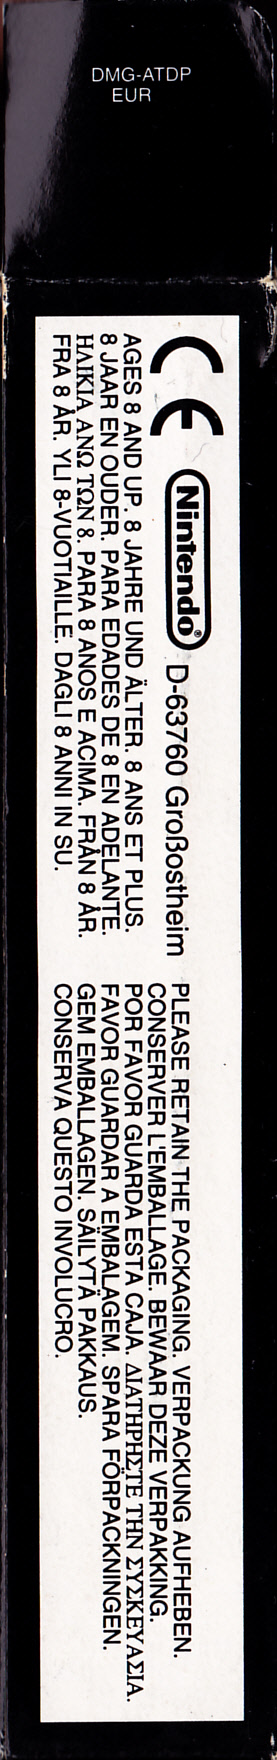 DMG-ATDP
EUR
CE Nintendo® D-63760 Großostheim
AGES 8 AND UP. 8 JAHRE UND ÄLTER. 8 ANS ET PLUS.
8 JAAR EN OUDER. PARA EDADES DE 8 EN ADELANTE.
ΗΛΙΚΙΑ ΑΝΩ ΤΩΝ 8. PARA 8 ANOS E ACIMA. FRÅN 8 ÅR.
FRA 8 ÅR. YLI 8-VUOTIAILLE. DAGLI 8 ANNI IN SU.
PLEASE RETAIN THE PACKAGING. VERPACKUNG AUFHEBEN.
CONSERVER L'EMBALLAGE. BEWAAR DEZE VERPAKKING.
POR FAVOR GUARDA ESTA CAJA. ΔΙΑΤΗΡΗΣΤΕ ΤΗΝ ΣΥΣΚΕΥΑΣΙΑ.
FAVOR GUARDAR A EMBALAGEM. SPARA FÖRPACKNINGEN.
GEM EMBALLAGEN. SÄILYTÄ PAKKAUS.
CONSERVA QUESTO INVOLUCRO.